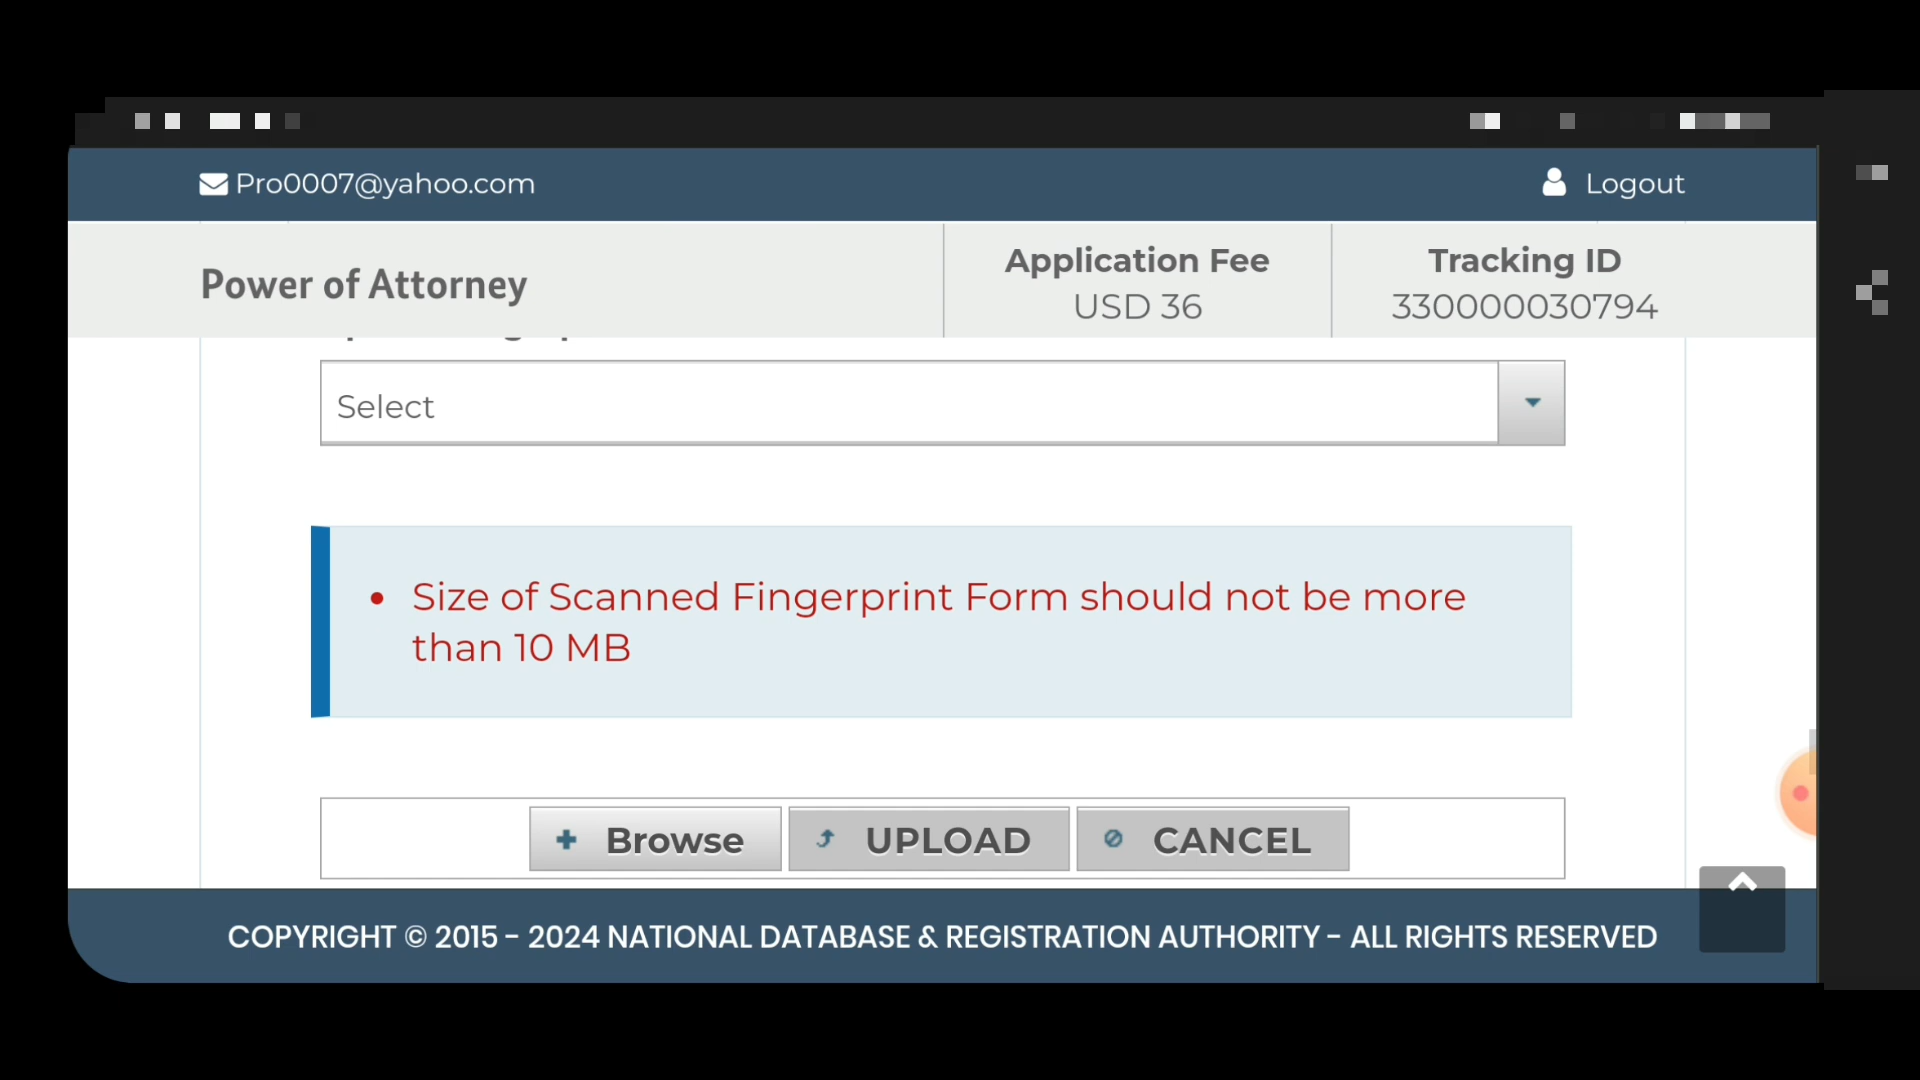 Pro0007@yahoo.com
Logout
Power of Attorney
Application Fee
USD 36
Tracking ID
330000030794
Select
• Size of Scanned Fingerprint Form should not be more
than 10 MB
Browse
UPLOAD
CANCEL
COPYRIGHT © 2015 - 2024 NATIONAL DATABASE & REGISTRATION AUTHORITY - ALL RIGHTS RESERVED